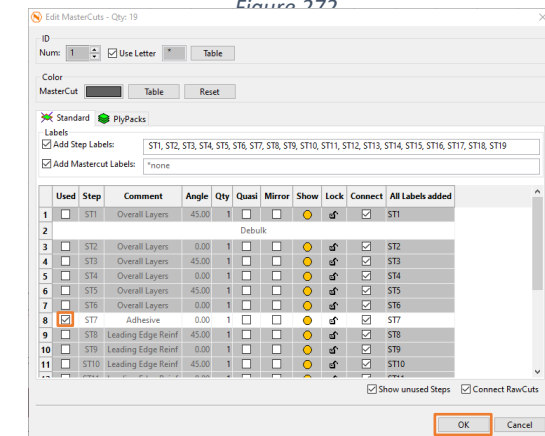 Figure 272
Edit MasterCuts - Qty: 19
ID
Num: 1 Use Letter * Table
Color
MasterCut Table Reset
Standard PlyPacks
Labels
Add Step Labels: ST1, ST2, ST3, ST4, ST5, ST6, ST7, ST8, ST9, ST10, ST11, ST12, ST13, ST14, ST15, ST16, ST17, ST18, ST19
Add Mastercut Labels: *none
Used Step Comment Angle Qty Quasi Mirror Show Lock Connect All Labels added
1 ST1 Overall Layers 45.00 1 ST1
2 Debulk
3 ST2 Overall Layers 0.00 1 ST2
4 ST3 Overall Layers 45.00 1 ST3
5 ST4 Overall Layers 0.00 1 ST4
6 ST5 Overall Layers 45.00 1 ST5
7 ST6 Overall Layers 0.00 1 ST6
8 ST7 Adhesive 0.00 1 ST7
9 ST8 Leading Edge Reinf 45.00 1 ST8
10 ST9 Leading Edge Reinf 0.00 1 ST9
11 ST10 Leading Edge Reinf 45.00 1 ST10
Show unused Steps Connect RawCuts
OK Cancel